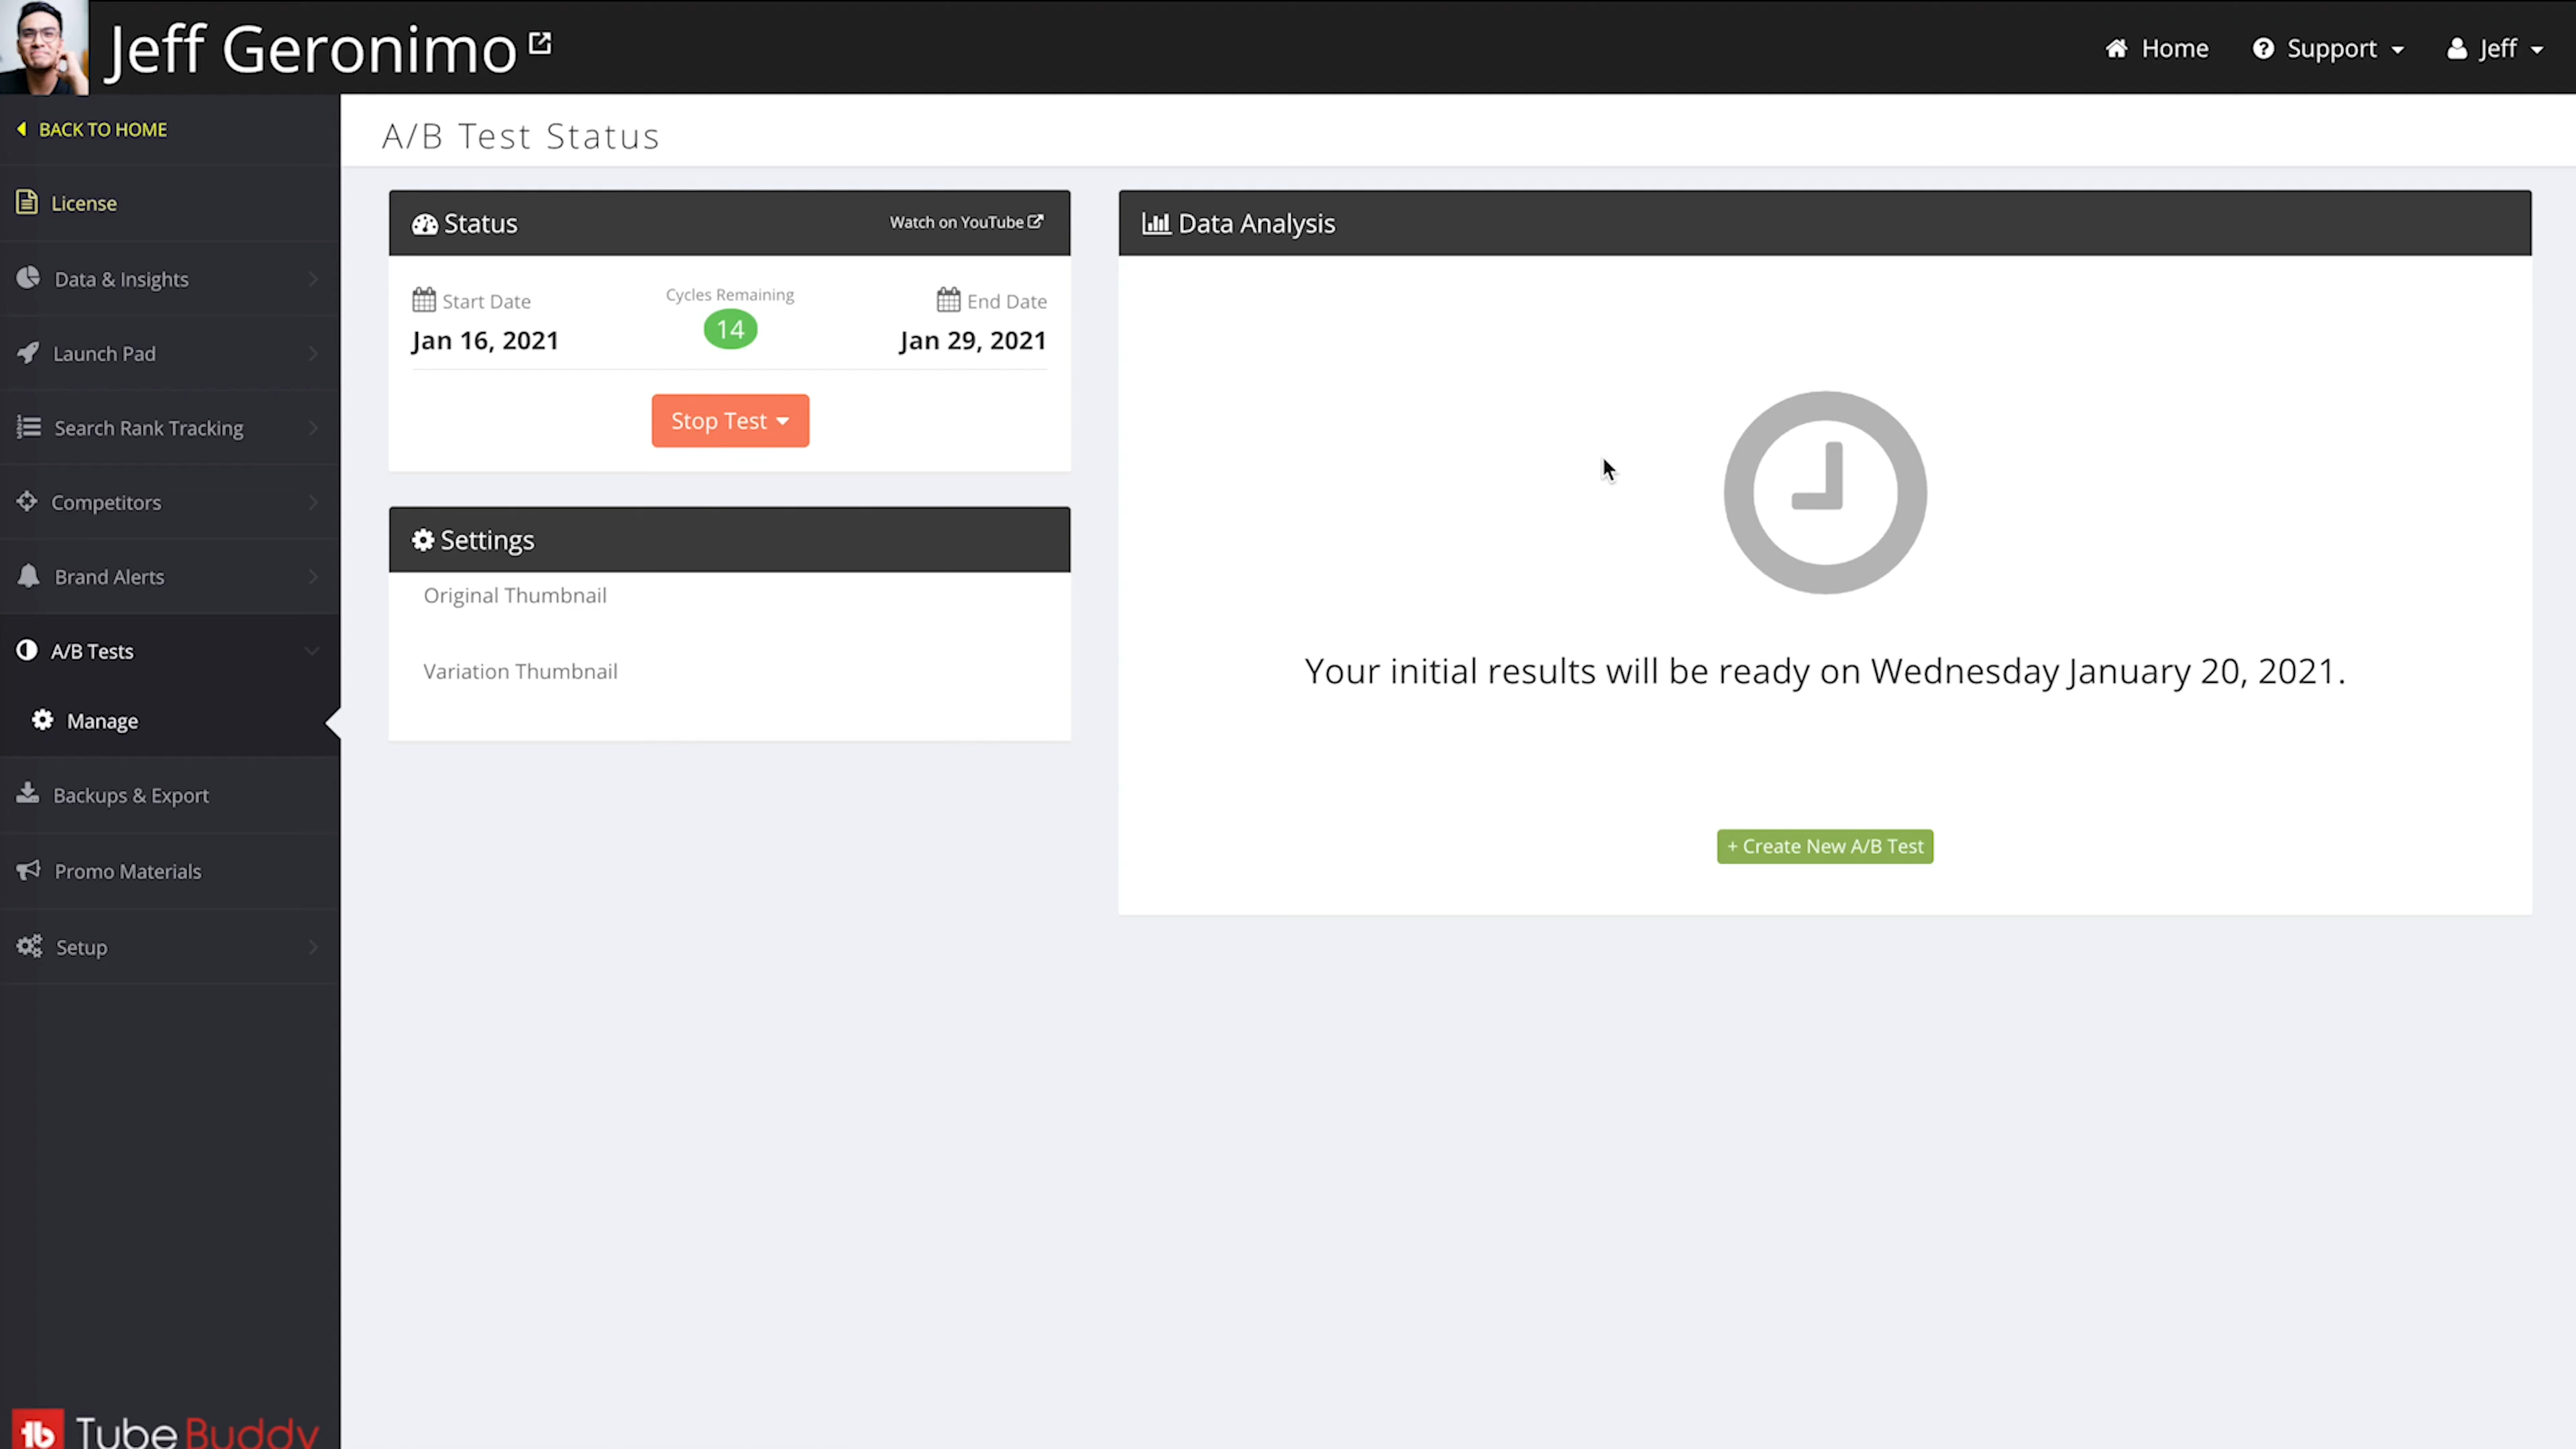 Jeff Geronimo
Home
Support
Jeff
BACK TO HOME
License
Data & Insights
Launch Pad
Search Rank Tracking
Competitors
Brand Alerts
A/B Tests
Manage
Backups & Export
Promo Materials
Setup
TubeBuddy
A/B Test Status
Status
Watch on YouTube
Start Date
Cycles Remaining
End Date
Jan 16, 2021
14
Jan 29, 2021
Stop Test
Settings
Original Thumbnail
Variation Thumbnail
Data Analysis
Your initial results will be ready on Wednesday January 20, 2021.
+ Create New A/B Test